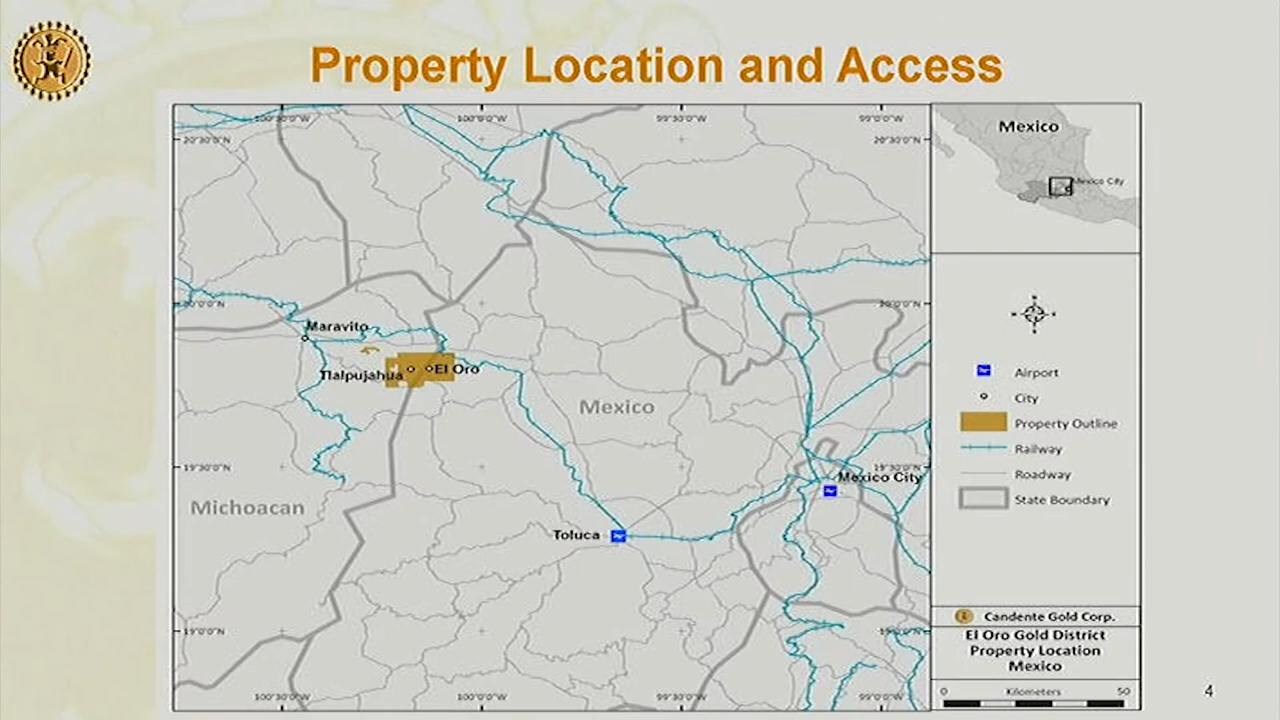 Property Location and Access
100°30'0"W
100°0'0"W
99°30'0"W
99°0'0"W
20°30'0"N
20°30'0"N
Mexico
Mexico City
20°0'0"N
20°0'0"N
Maravito
Tlalpujahua
El Oro
Mexico
Airport
City
Property Outline
Railway
Roadway
State Boundary
19°30'0"N
19°30'0"N
Mexico City
Michoacan
Toluca
19°0'0"N
19°0'0"N
Candente Gold Corp.
El Oro Gold District
Property Location
Mexico
100°30'0"W
100°0'0"W
99°30'0"W
99°0'0"W
0 Kilometers 50
4